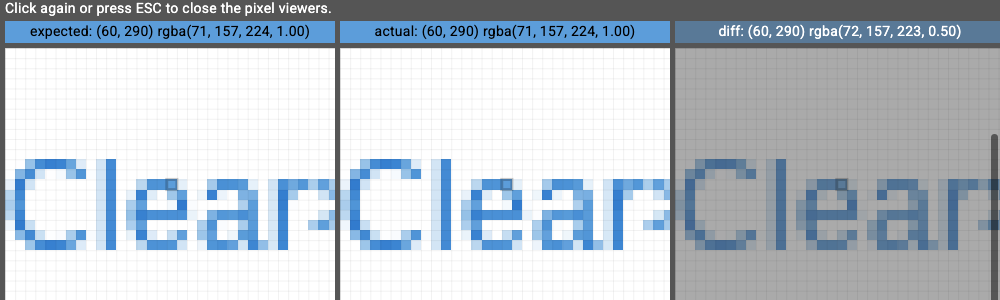 Click again or press ESC to close the pixel viewers.
expected: (60, 290) rgba(71, 157, 224, 1.00)
actual: (60, 290) rgba(71, 157, 224, 1.00)
diff: (60, 290) rgba(72, 157, 223, 0.50)
Clear
Clear
Clear